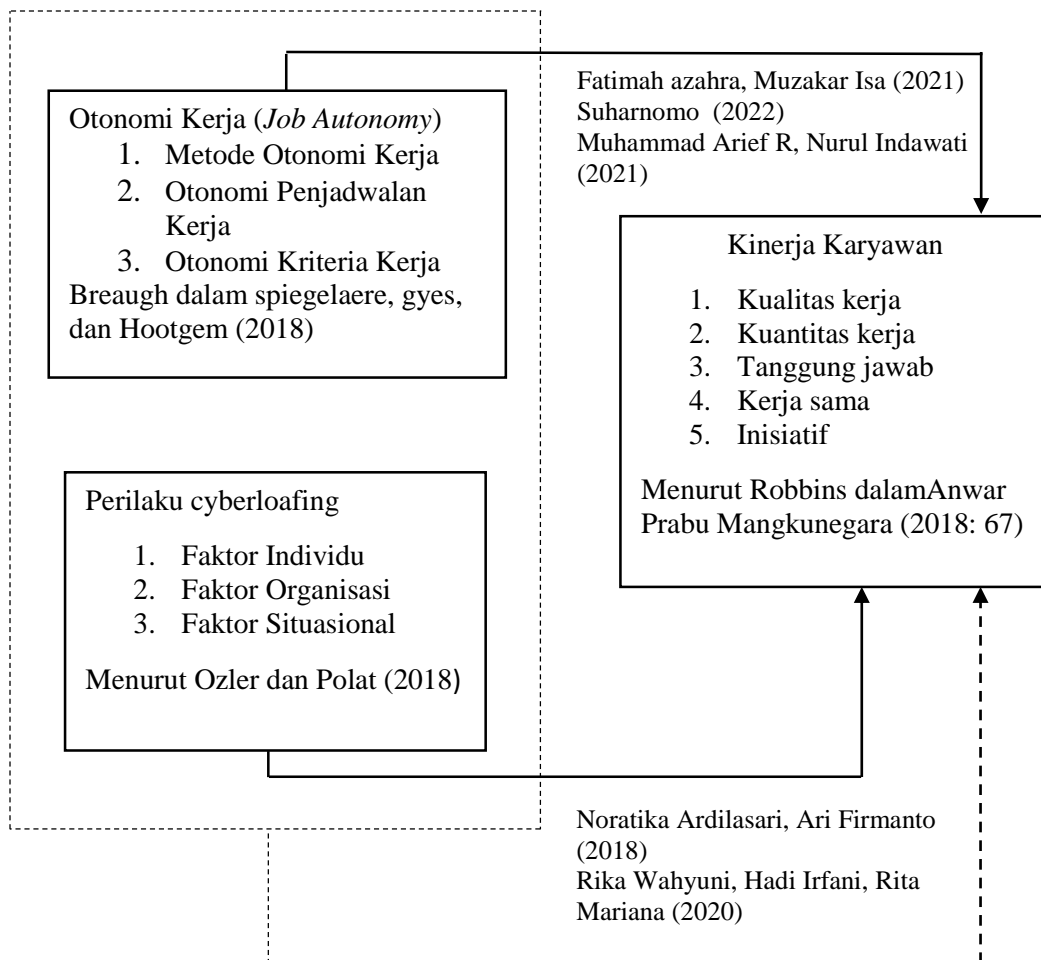 Otonomi Kerja (Job Autonomy)
1. Metode Otonomi Kerja
2. Otonomi Penjadwalan
Kerja
3. Otonomi Kriteria Kerja
Breaugh dalam spiegelaere, gyes,
dan Hootgem (2018)
Fatimah azahra, Muzakar Isa (2021)
Suharnomo (2022)
Muhammad Arief R, Nurul Indawati
(2021)
Kinerja Karyawan
1. Kualitas kerja
2. Kuantitas kerja
3. Tanggung jawab
4. Kerja sama
5. Inisiatif
Menurut Robbins dalamAnwar
Prabu Mangkunegara (2018: 67)
Perilaku cyberloafing
1. Faktor Individu
2. Faktor Organisasi
3. Faktor Situasional
Menurut Ozler dan Polat (2018)
Noratika Ardilasari, Ari Firmanto
(2018)
Rika Wahyuni, Hadi Irfani, Rita
Mariana (2020)